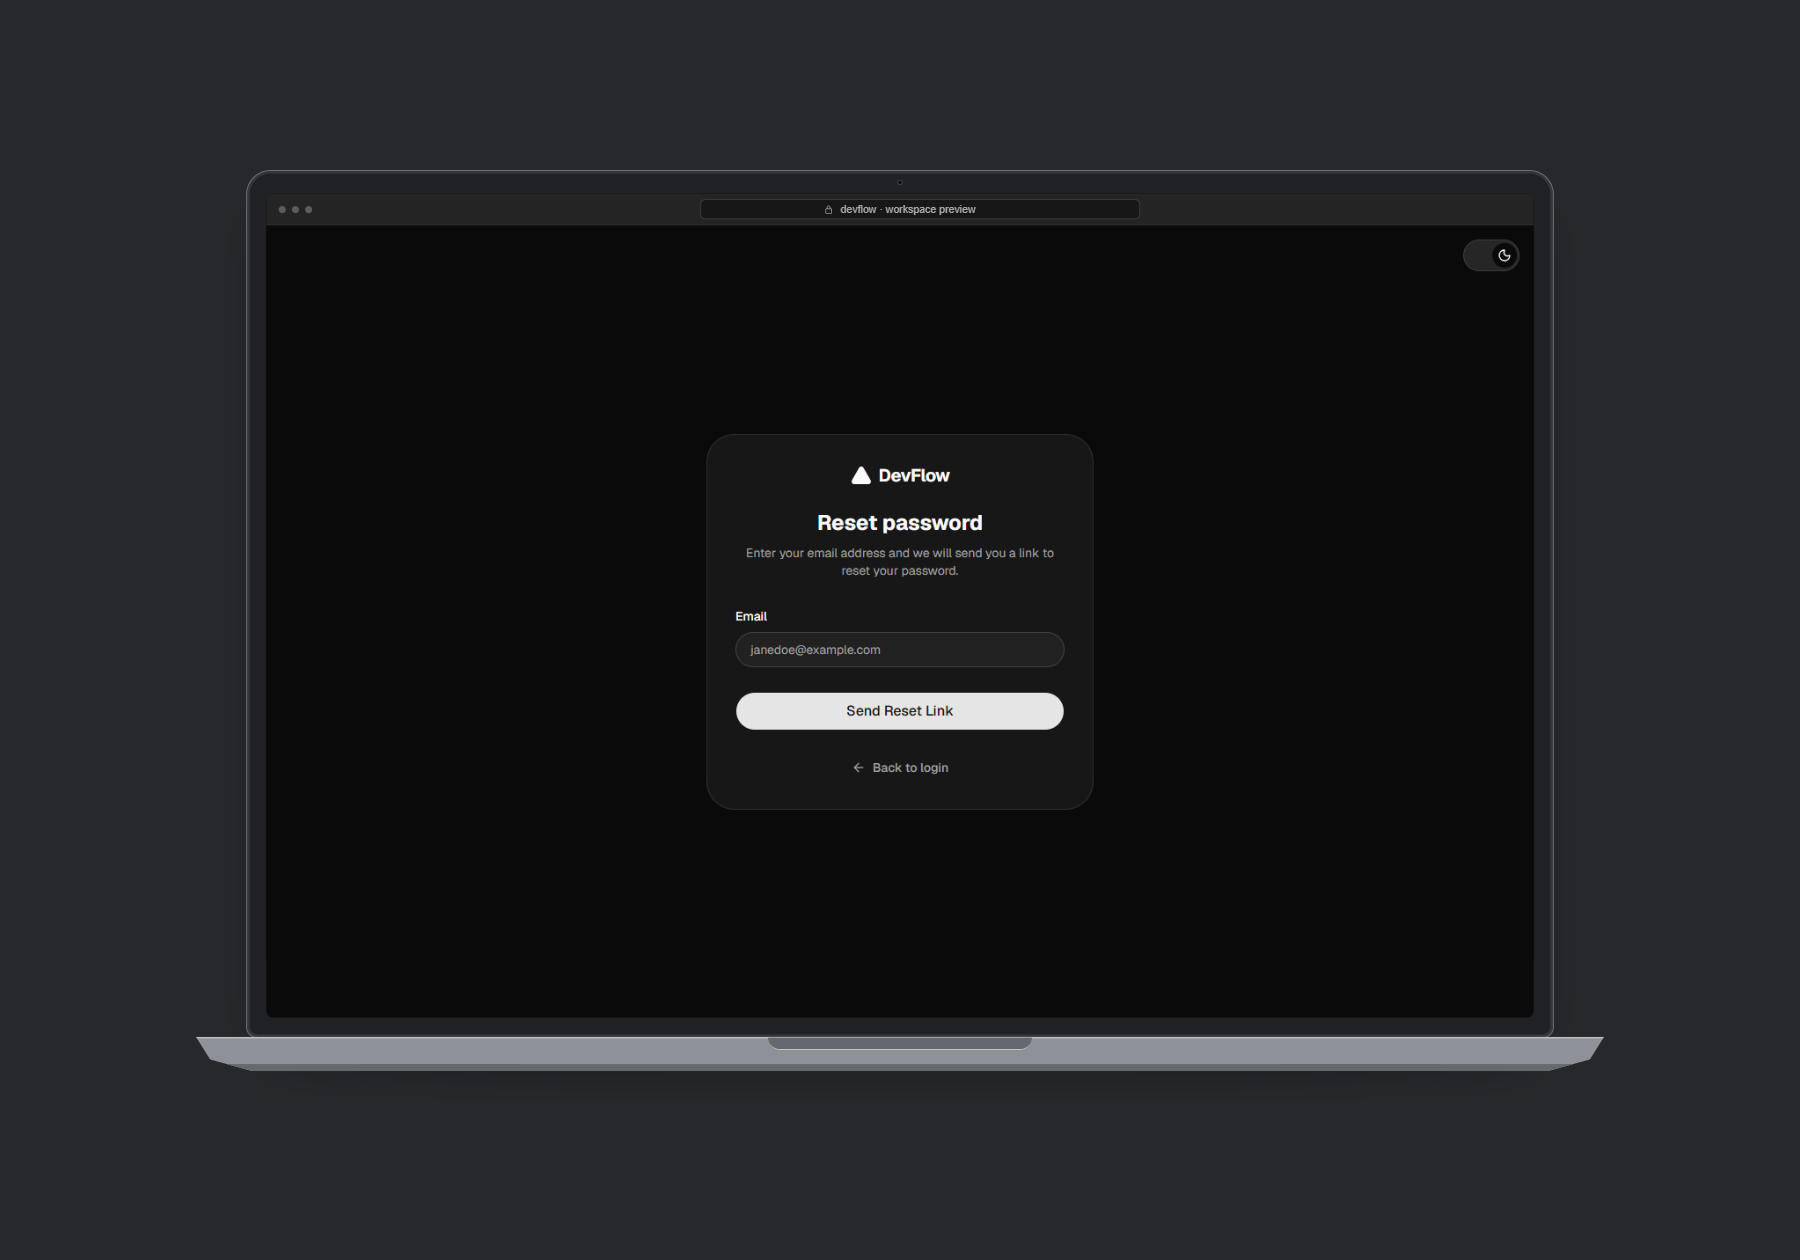 devflow · workspace preview
DevFlow
Reset password
Enter your email address and we will send you a link to
reset your password.
Email
janedoe@example.com
Send Reset Link
Back to login